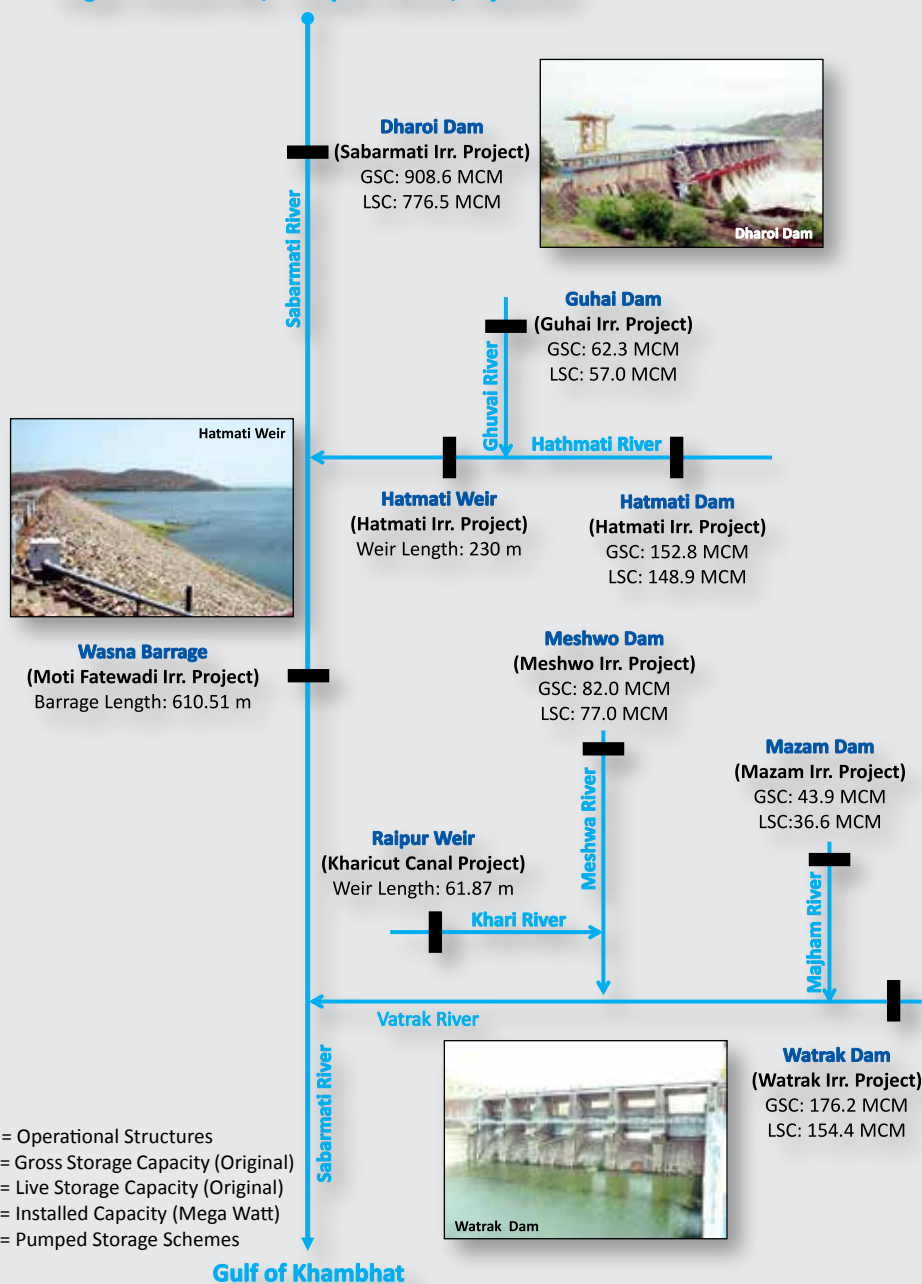 Dharoi Dam
(Sabarmati Irr. Project)
GSC: 908.6 MCM
LSC: 776.5 MCM
Dharoi Dam
Sabarmati River
Guhai Dam
(Guhai Irr. Project)
GSC: 62.3 MCM
LSC: 57.0 MCM
Ghuvai River
Hathmati River
Hatmati Weir
Hatmati Weir
(Hatmati Irr. Project)
Weir Length: 230 m
Hatmati Dam
(Hatmati Irr. Project)
GSC: 152.8 MCM
LSC: 148.9 MCM
Wasna Barrage
(Moti Fatewadi Irr. Project)
Barrage Length: 610.51 m
Meshwo Dam
(Meshwo Irr. Project)
GSC: 82.0 MCM
LSC: 77.0 MCM
Meshwa River
Mazam Dam
(Mazam Irr. Project)
GSC: 43.9 MCM
LSC:36.6 MCM
Majham River
Raipur Weir
(Kharicut Canal Project)
Weir Length: 61.87 m
Khari River
Vatrak River
Watrak Dam
(Watrak Irr. Project)
GSC: 176.2 MCM
LSC: 154.4 MCM
Watrak Dam
Sabarmati River
= Operational Structures
= Gross Storage Capacity (Original)
= Live Storage Capacity (Original)
= Installed Capacity (Mega Watt)
= Pumped Storage Schemes
Gulf of Khambhat